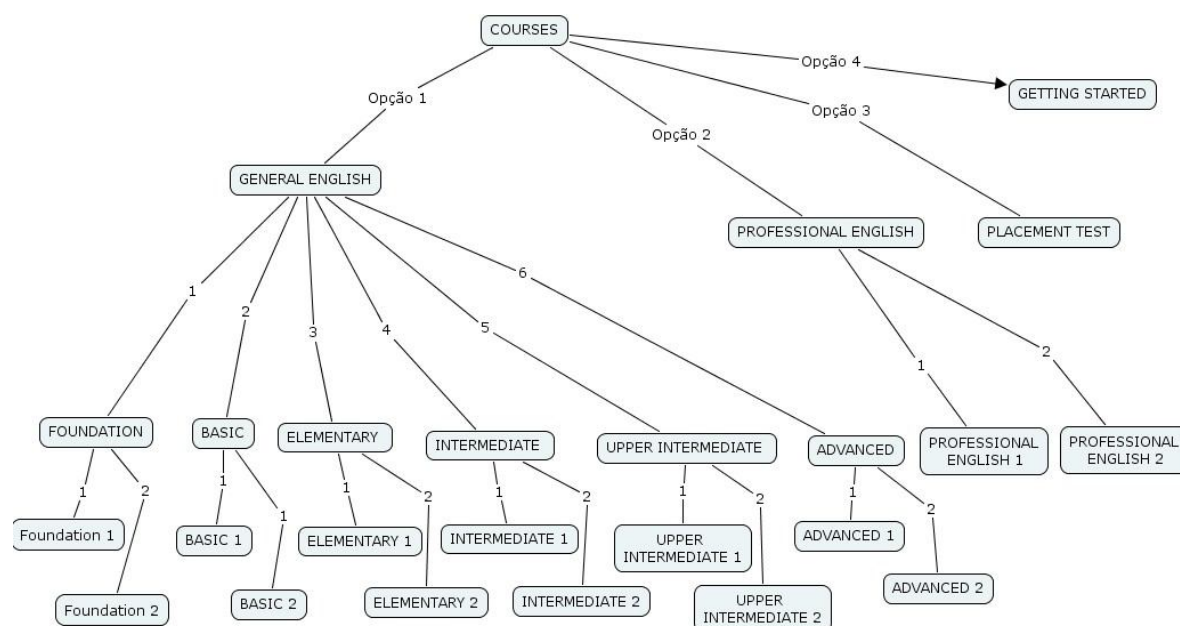 COURSES
Opção 4
GETTING STARTED
Opção 1
Opção 3
Opção 2
GENERAL ENGLISH
PROFESSIONAL ENGLISH
PLACEMENT TEST
1
2
3
4
5
6
1
2
FOUNDATION
BASIC
ELEMENTARY
INTERMEDIATE
UPPER INTERMEDIATE
ADVANCED
PROFESSIONAL
ENGLISH 1
PROFESSIONAL
ENGLISH 2
1
2
1
1
1
2
1
2
1
2
1
2
Foundation 1
BASIC 1
ELEMENTARY 1
INTERMEDIATE 1
UPPER
INTERMEDIATE 1
ADVANCED 1
Foundation 2
BASIC 2
ELEMENTARY 2
INTERMEDIATE 2
UPPER
INTERMEDIATE 2
ADVANCED 2